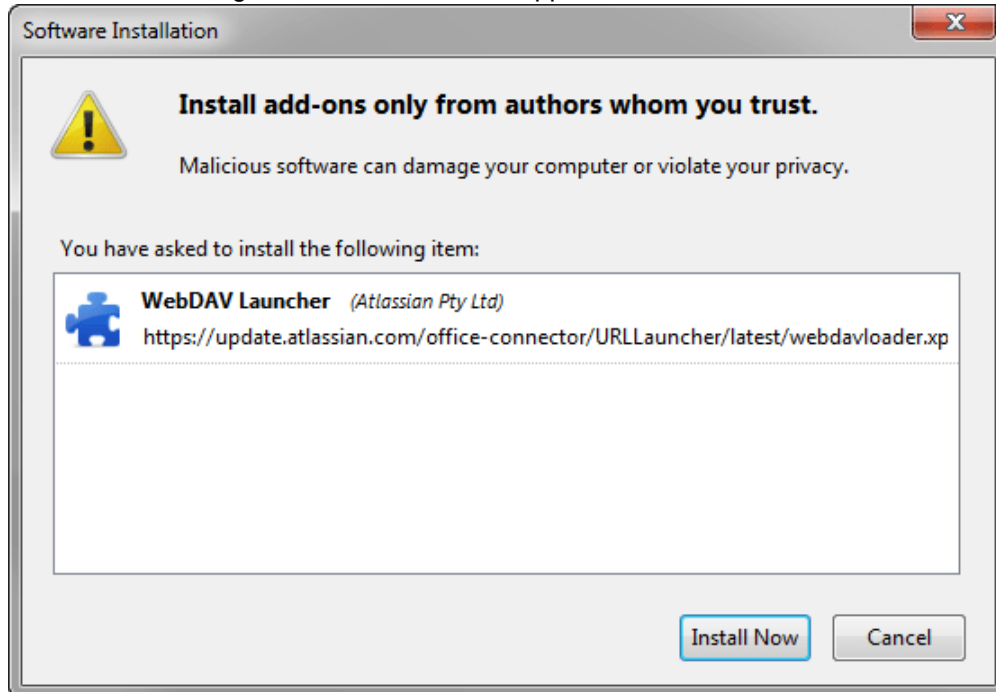 Software Installation
Install add-ons only from authors whom you trust.
Malicious software can damage your computer or violate your privacy.
You have asked to install the following item:
WebDAV Launcher (Atlassian Pty Ltd)
https://update.atlassian.com/office-connector/URLLauncher/latest/webdavloader.xp
Install Now Cancel